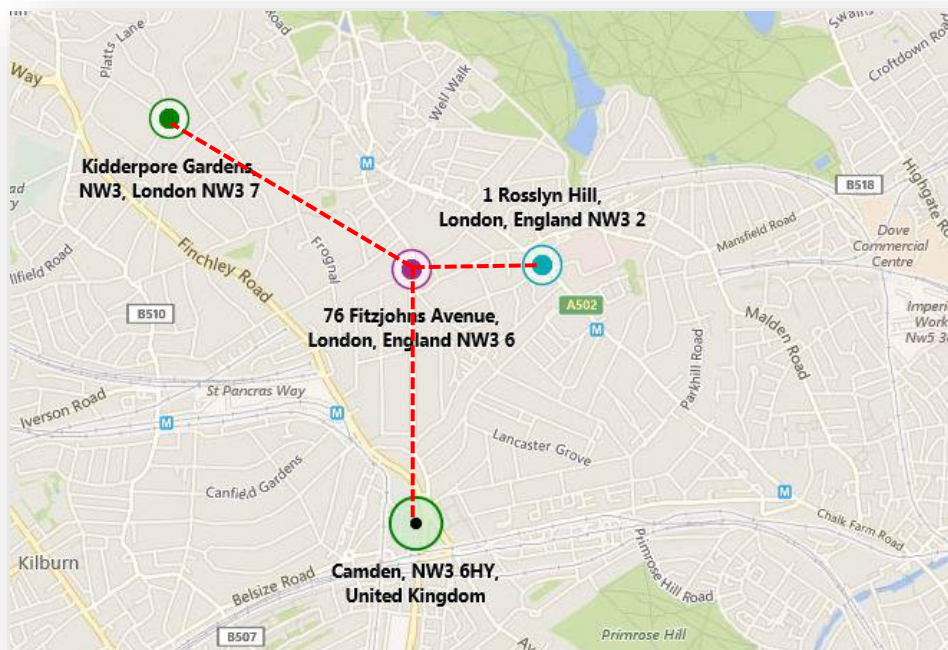 Platts Lane
Road
Well Walk
Swain's
Croftdown Road
Way
M
Kidderpore Gardens,
NW3, London NW3 7
1 Rosslyn Hill,
London, England NW3 2
B518
Highgate
Mansfield Road
Dove
Commercial
Centre
Finchley Road
Frognal
76 Fitzjohns Avenue,
London, England NW3 6
A502
M
B510
Malden Road
Parkhill Road
Work
Nw5
St Pancras Way
Iverson Road
M
M
Lancaster Grove
Canfield Gardens
M
Chalk Farm Road
Kilburn
Belsize Road
Camden, NW3 6HY,
United Kingdom
Primrose Hill Road
B507
Primrose Hill